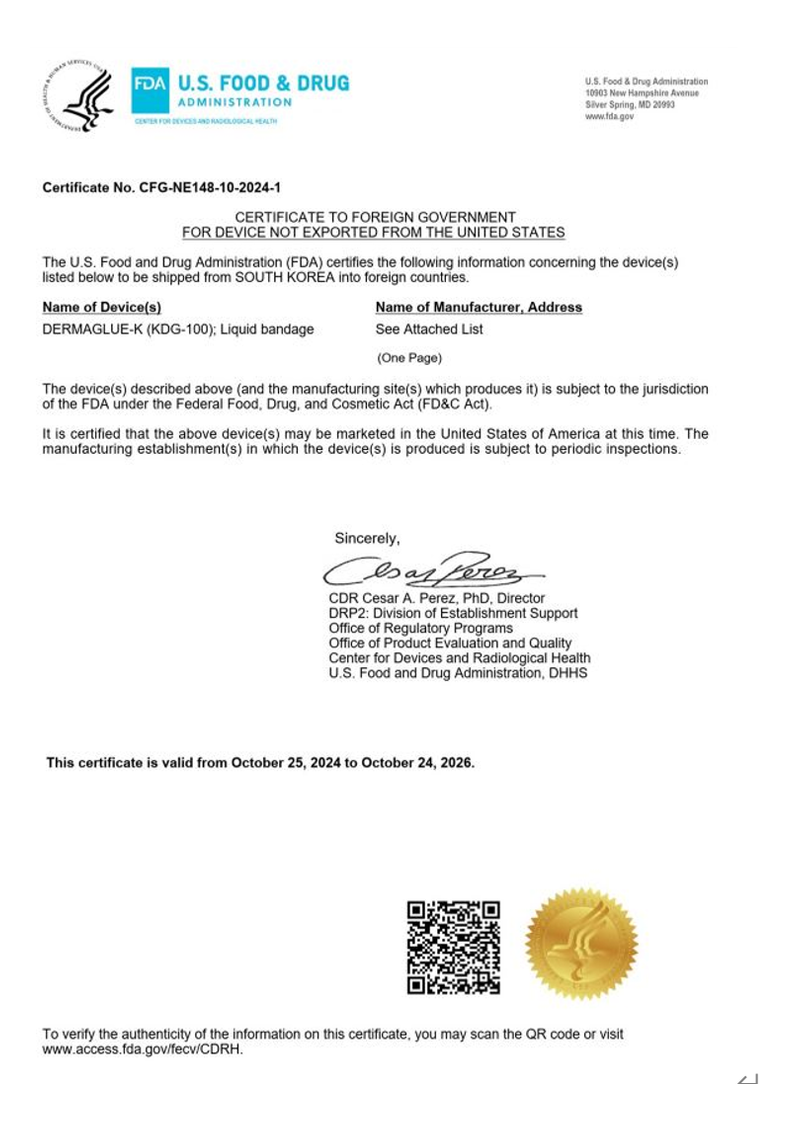 DEPARTMENT OF HEALTH & HUMAN SERVICES. USA
FDA
U.S. FOOD & DRUG
ADMINISTRATION
CENTER FOR DEVICES AND RADIOLOGICAL HEALTH
U.S. Food & Drug Administration
10903 New Hampshire Avenue
Silver Spring, MD 20993
www.fda.gov
Certificate No. CFG-NE148-10-2024-1
CERTIFICATE TO FOREIGN GOVERNMENT
FOR DEVICE NOT EXPORTED FROM THE UNITED STATES
The U.S. Food and Drug Administration (FDA) certifies the following information concerning the device(s)
listed below to be shipped from SOUTH KOREA into foreign countries.
Name of Device(s)
DERMAGLUE-K (KDG-100); Liquid bandage
Name of Manufacturer, Address
See Attached List
(One Page)
The device(s) described above (and the manufacturing site(s) which produces it) is subject to the jurisdiction
of the FDA under the Federal Food, Drug, and Cosmetic Act (FD&C Act).
It is certified that the above device(s) may be marketed in the United States of America at this time. The
manufacturing establishment(s) in which the device(s) is produced is subject to periodic inspections.
Sincerely,
Cesar Perez
CDR Cesar A. Perez, PhD, Director
DRP2: Division of Establishment Support
Office of Regulatory Programs
Office of Product Evaluation and Quality
Center for Devices and Radiological Health
U.S. Food and Drug Administration, DHHS
This certificate is valid from October 25, 2024 to October 24, 2026.
To verify the authenticity of the information on this certificate, you may scan the QR code or visit
www.access.fda.gov/fecv/CDRH.